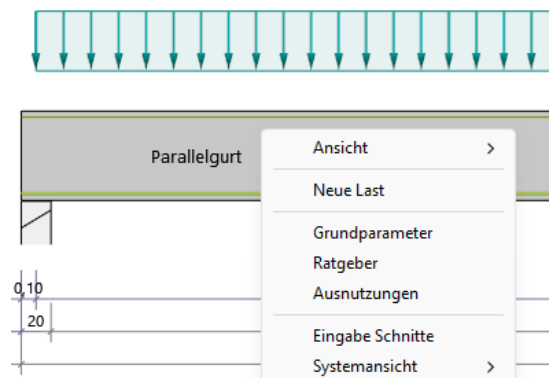 Parallelgurt
Ansicht
Neue Last
Grundparameter
Ratgeber
Ausnutzungen
Eingabe Schnitte
Systemansicht
0,10
20